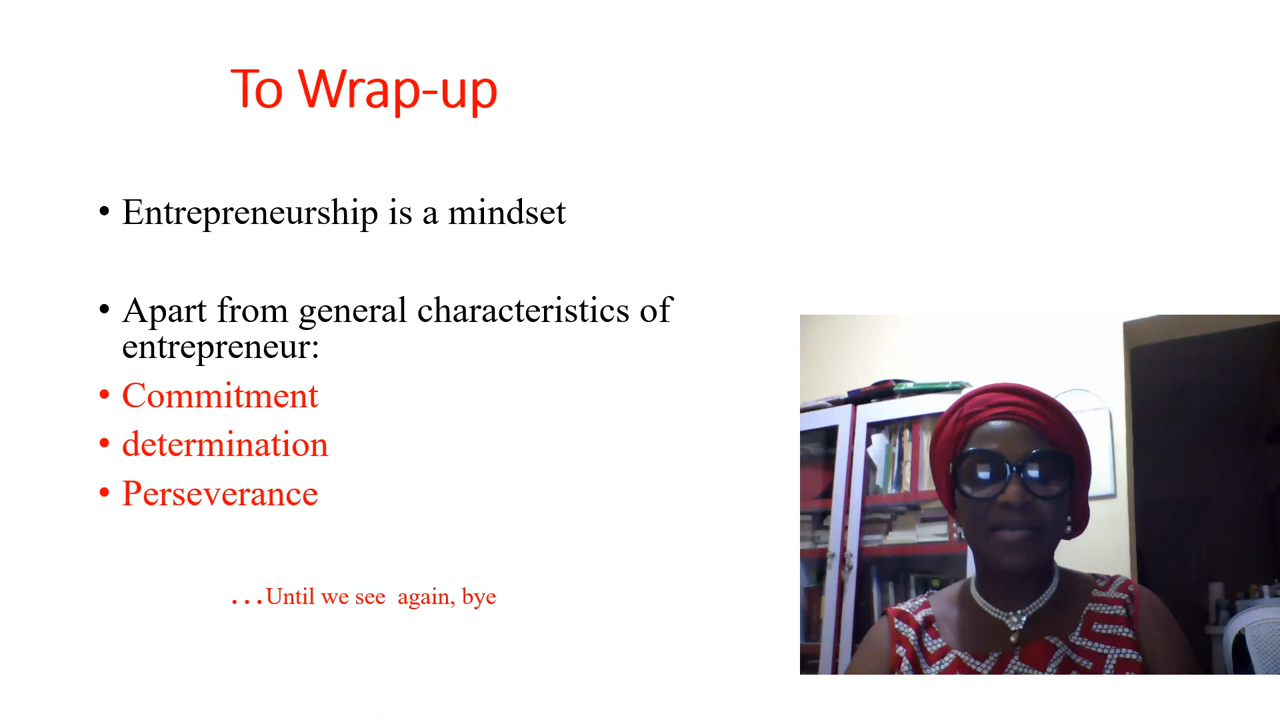 To Wrap-up
• Entrepreneurship is a mindset
• Apart from general characteristics of
entrepreneur:
• Commitment
• determination
• Perseverance
…Until we see  again, bye